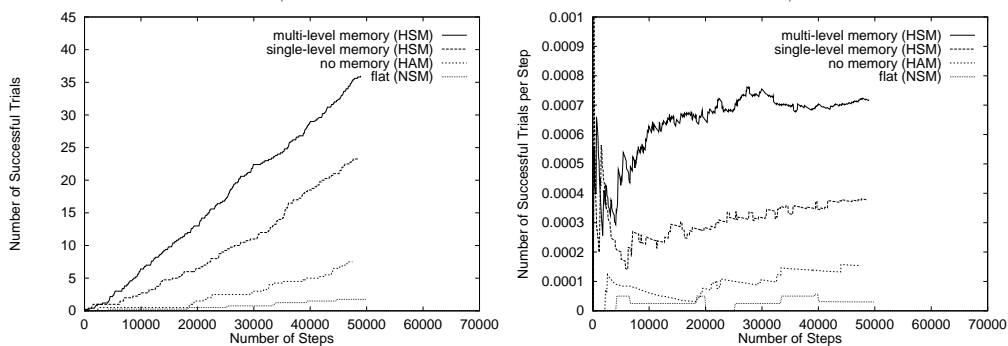 45
40
35
30
25
20
15
10
5
0
Number of Successful Trials
multi-level memory (HSM)
single-level memory (HSM)
no memory (HAM)
flat (NSM)
0 10000 20000 30000 40000 50000 60000 70000
Number of Steps
0.001
0.0009
0.0008
0.0007
0.0006
0.0005
0.0004
0.0003
0.0002
0.0001
0
Number of Successful Trials per Step
multi-level memory (HSM)
single-level memory (HSM)
no memory (HAM)
flat (NSM)
0 10000 20000 30000 40000 50000 60000 70000
Number of Steps